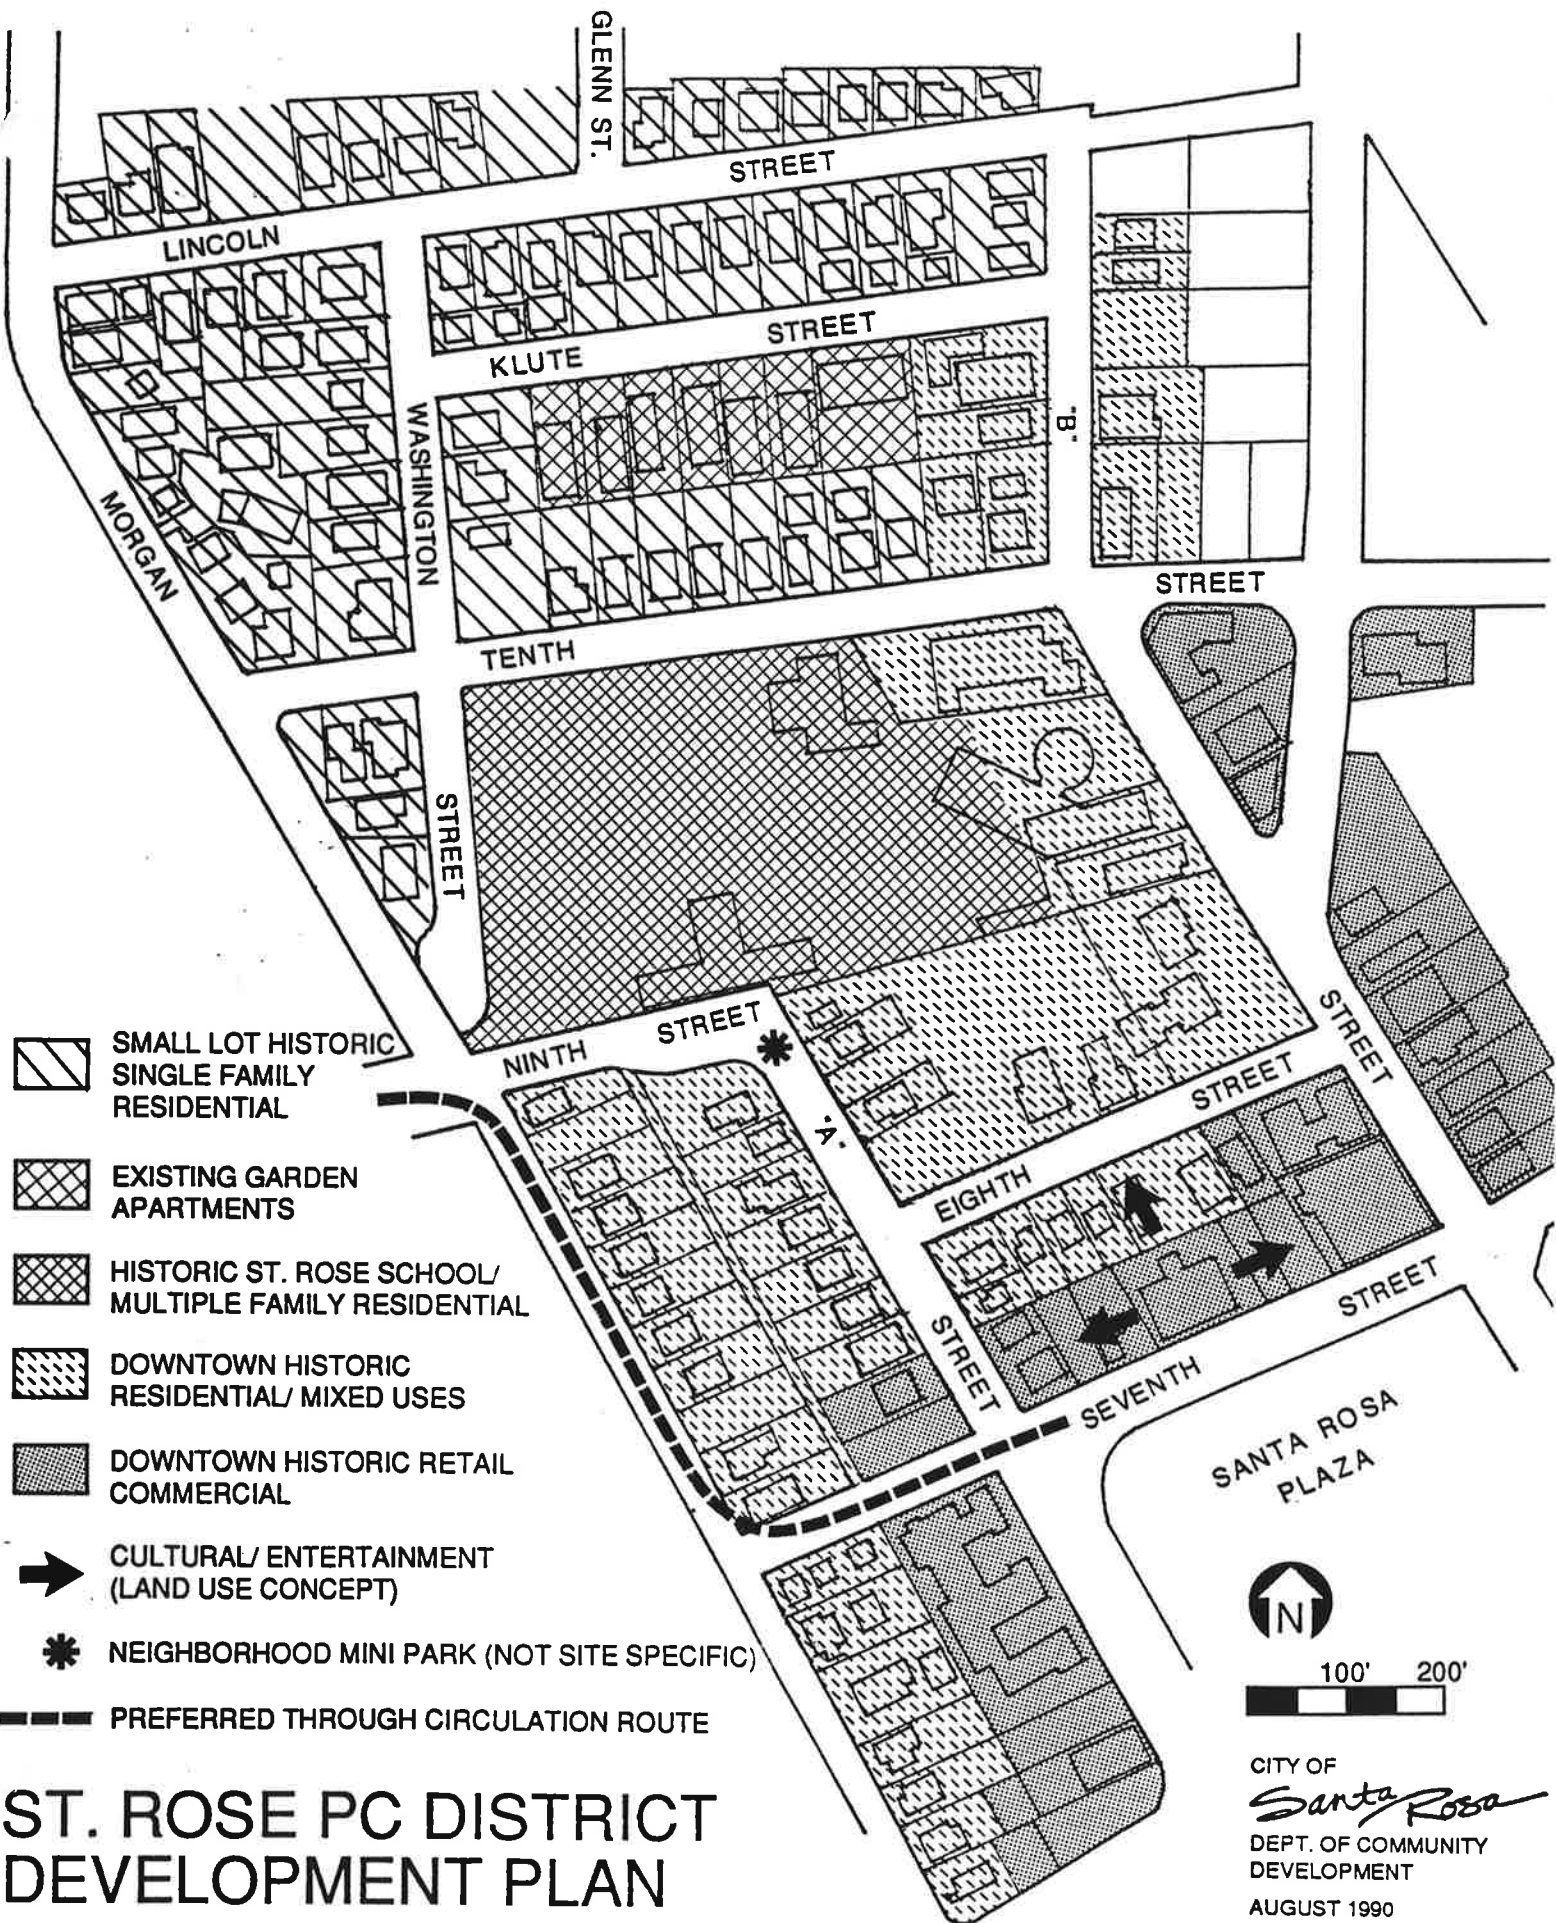 GLENN ST.
STREET
LINCOLN
STREET
KLUTE
WASHINGTON
"B"
MORGAN
STREET
TENTH
STREET
STREET
STREET
NINTH
"A"
STREET
EIGHTH
STREET
STREET
SEVENTH
SANTA ROSA
PLAZA
SMALL LOT HISTORIC
SINGLE FAMILY
RESIDENTIAL
EXISTING GARDEN
APARTMENTS
HISTORIC ST. ROSE SCHOOL/
MULTIPLE FAMILY RESIDENTIAL
DOWNTOWN HISTORIC
RESIDENTIAL/ MIXED USES
DOWNTOWN HISTORIC RETAIL
COMMERCIAL
CULTURAL/ ENTERTAINMENT
(LAND USE CONCEPT)
NEIGHBORHOOD MINI PARK (NOT SITE SPECIFIC)
PREFERRED THROUGH CIRCULATION ROUTE
ST. ROSE PC DISTRICT
DEVELOPMENT PLAN
N
100' 200'
CITY OF
Santa Rosa
DEPT. OF COMMUNITY
DEVELOPMENT
AUGUST 1990